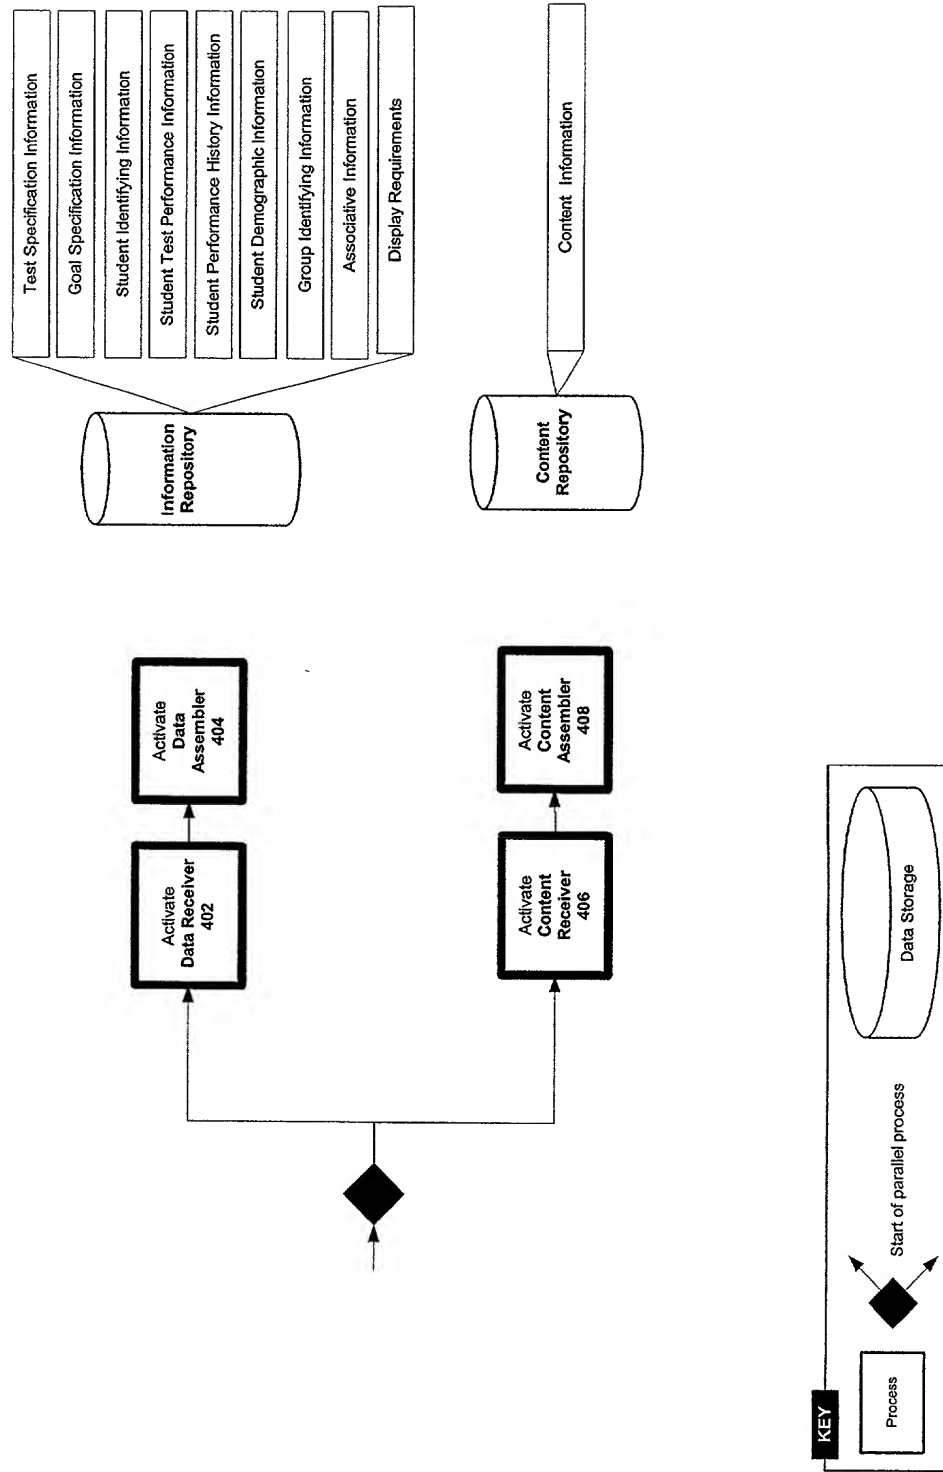 Test Specification Information
Goal Specification Information
Student Identifying Information
Student Test Performance Information
Student Performance History Information
Student Demographic Information
Group Identifying Information
Associative Information
Display Requirements
Information
Repository
Content Information
Content
Repository
Activate
Data
Assembler
404
Activate
Data Receiver
402
Activate
Content
Assembler
408
Activate
Content
Receiver
406
KEY
Process
Start of parallel process
Data Storage